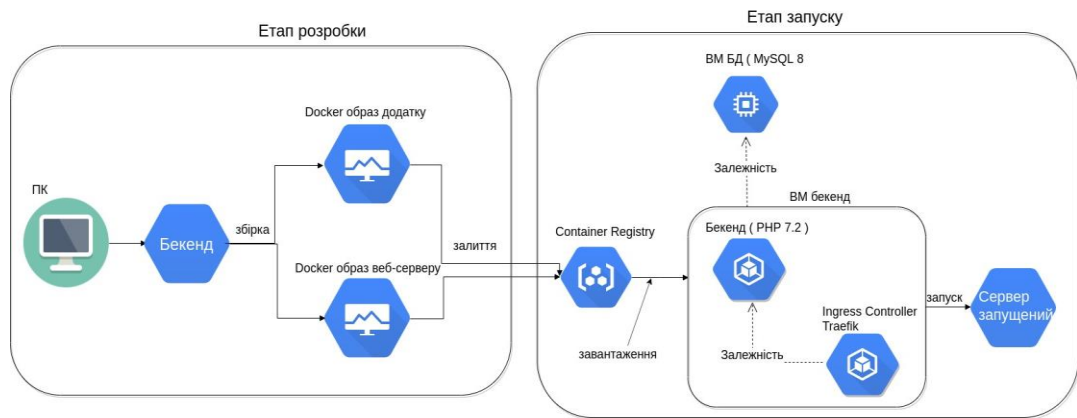 Етап розробки
Етап запуску
ВМ БД ( MySQL 8
Docker образ додатку
Залежність
ПК
ВМ бекенд
збірка
Бекенд
залиття
Container Registry
Бекенд ( PHP 7.2 )
Docker образ веб-серверу
запуск
Сервер
запущений
Ingress Controller
Traefik
завантаження
Залежність